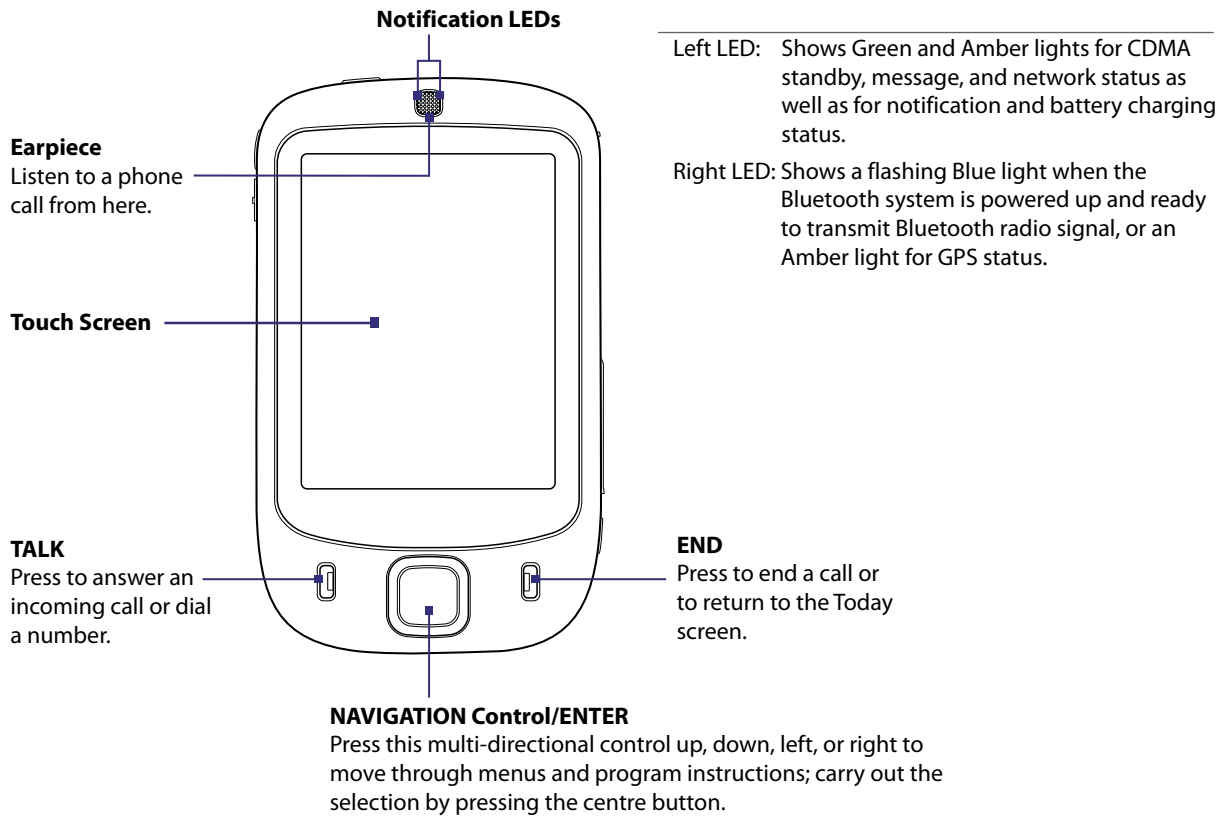 Notification LEDs
Left LED: Shows Green and Amber lights for CDMA
standby, message, and network status as
well as for notification and battery charging
status.
Right LED: Shows a flashing Blue light when the
Bluetooth system is powered up and ready
to transmit Bluetooth radio signal, or an
Amber light for GPS status.
Earpiece
Listen to a phone
call from here.
Touch Screen
TALK
Press to answer an
incoming call or dial
a number.
END
Press to end a call or
to return to the Today
screen.
NAVIGATION Control/ENTER
Press this multi-directional control up, down, left, or right to
move through menus and program instructions; carry out the
selection by pressing the centre button.